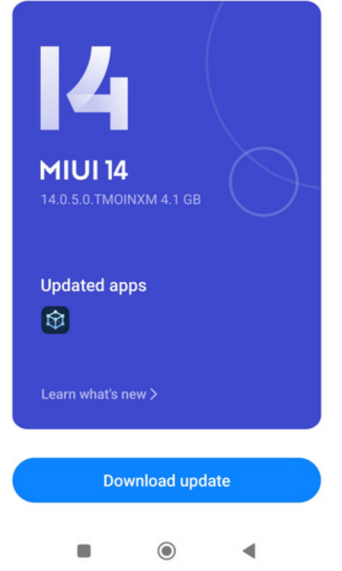 14
MIUI 14
14.0.5.0.TMOINXM 4.1 GB
Updated apps
Learn what's new >
Download update